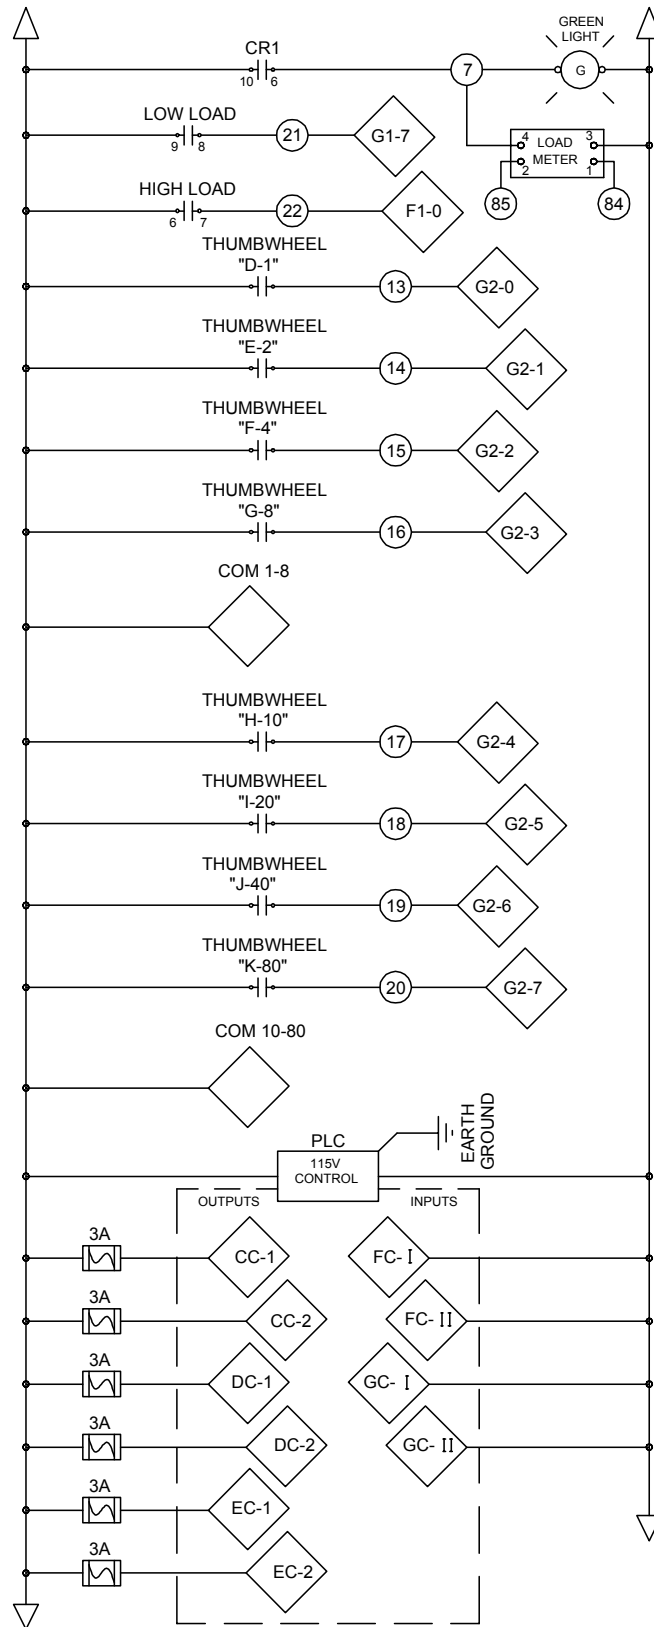 GREEN
LIGHT
CR1
10 6
7
G
LOW LOAD
9 8
21
G1-7
4 LOAD 3
2 METER 1
85
84
HIGH LOAD
6 7
22
F1-0
THUMBWHEEL
"D-1"
13
G2-0
THUMBWHEEL
"E-2"
14
G2-1
THUMBWHEEL
"F-4"
15
G2-2
THUMBWHEEL
"G-8"
16
G2-3
COM 1-8
THUMBWHEEL
"H-10"
17
G2-4
THUMBWHEEL
"I-20"
18
G2-5
THUMBWHEEL
"J-40"
19
G2-6
THUMBWHEEL
"K-80"
20
G2-7
COM 10-80
PLC
115V
CONTROL
EARTH
GROUND
OUTPUTS
INPUTS
3A
CC-1
FC- I
3A
CC-2
FC- II
3A
DC-1
GC- I
3A
DC-2
GC- II
3A
EC-1
3A
EC-2